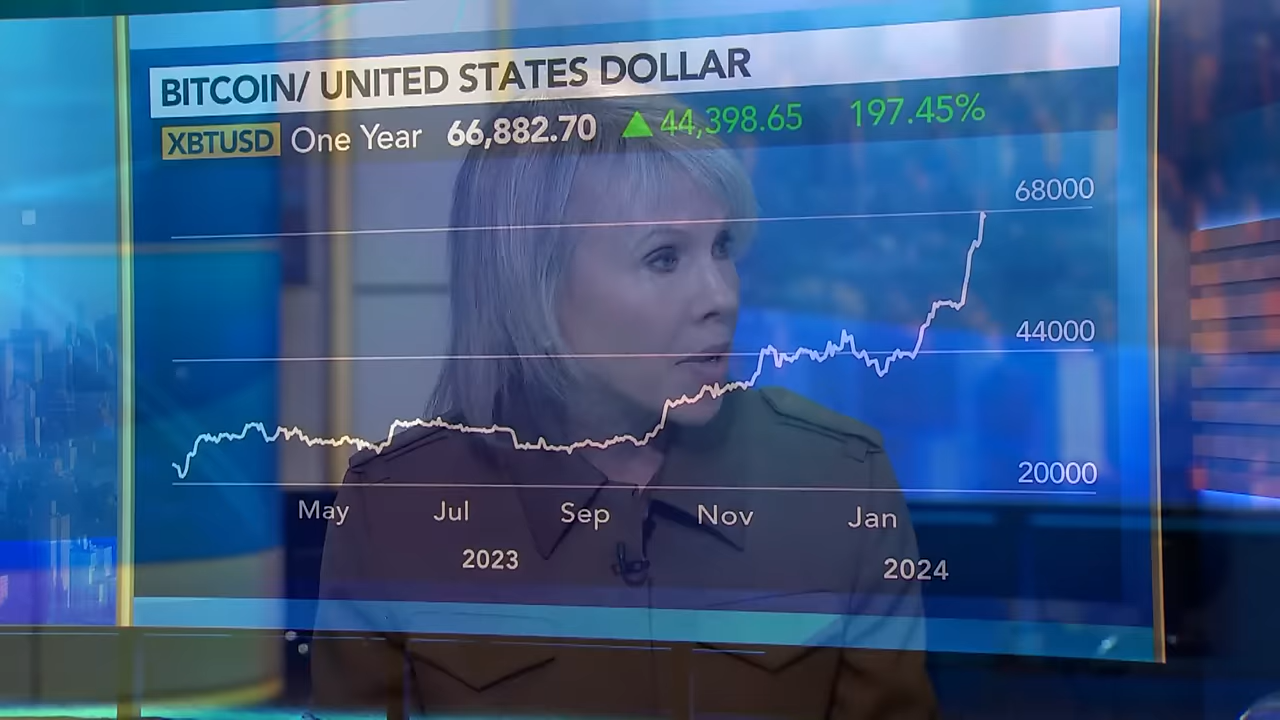 BITCOIN/ UNITED STATES DOLLAR
XBTUSD One Year 66,882.70 ▲44,398.65 197.45%
68000
44000
20000
May Jul Sep Nov Jan
2023 2024